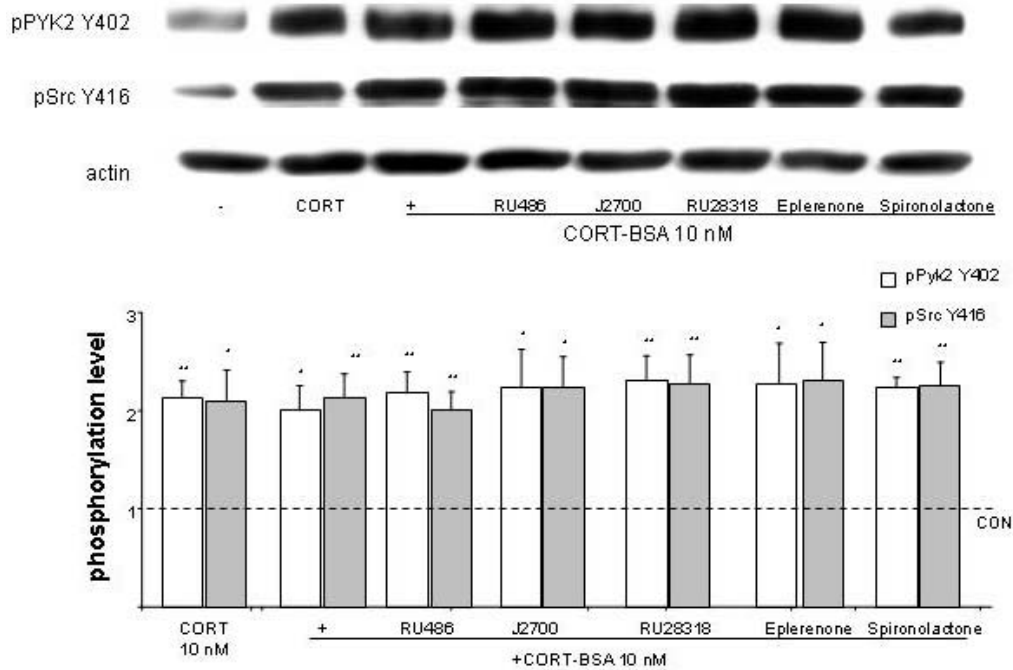 pPYK2 Y402
pSrc Y416
actin
- CORT + RU486 J2700 RU28318 Eplerenone Spironolactone
CORT-BSA 10 nM
pPyk2 Y402
pSrc Y416
phosphorylation level
3
** * * ** ** ** * * ** ** * * ** **
2
1
CON
CORT + RU486 J2700 RU28318 Eplerenone Spironolactone
10 nM
+CORT-BSA 10 nM